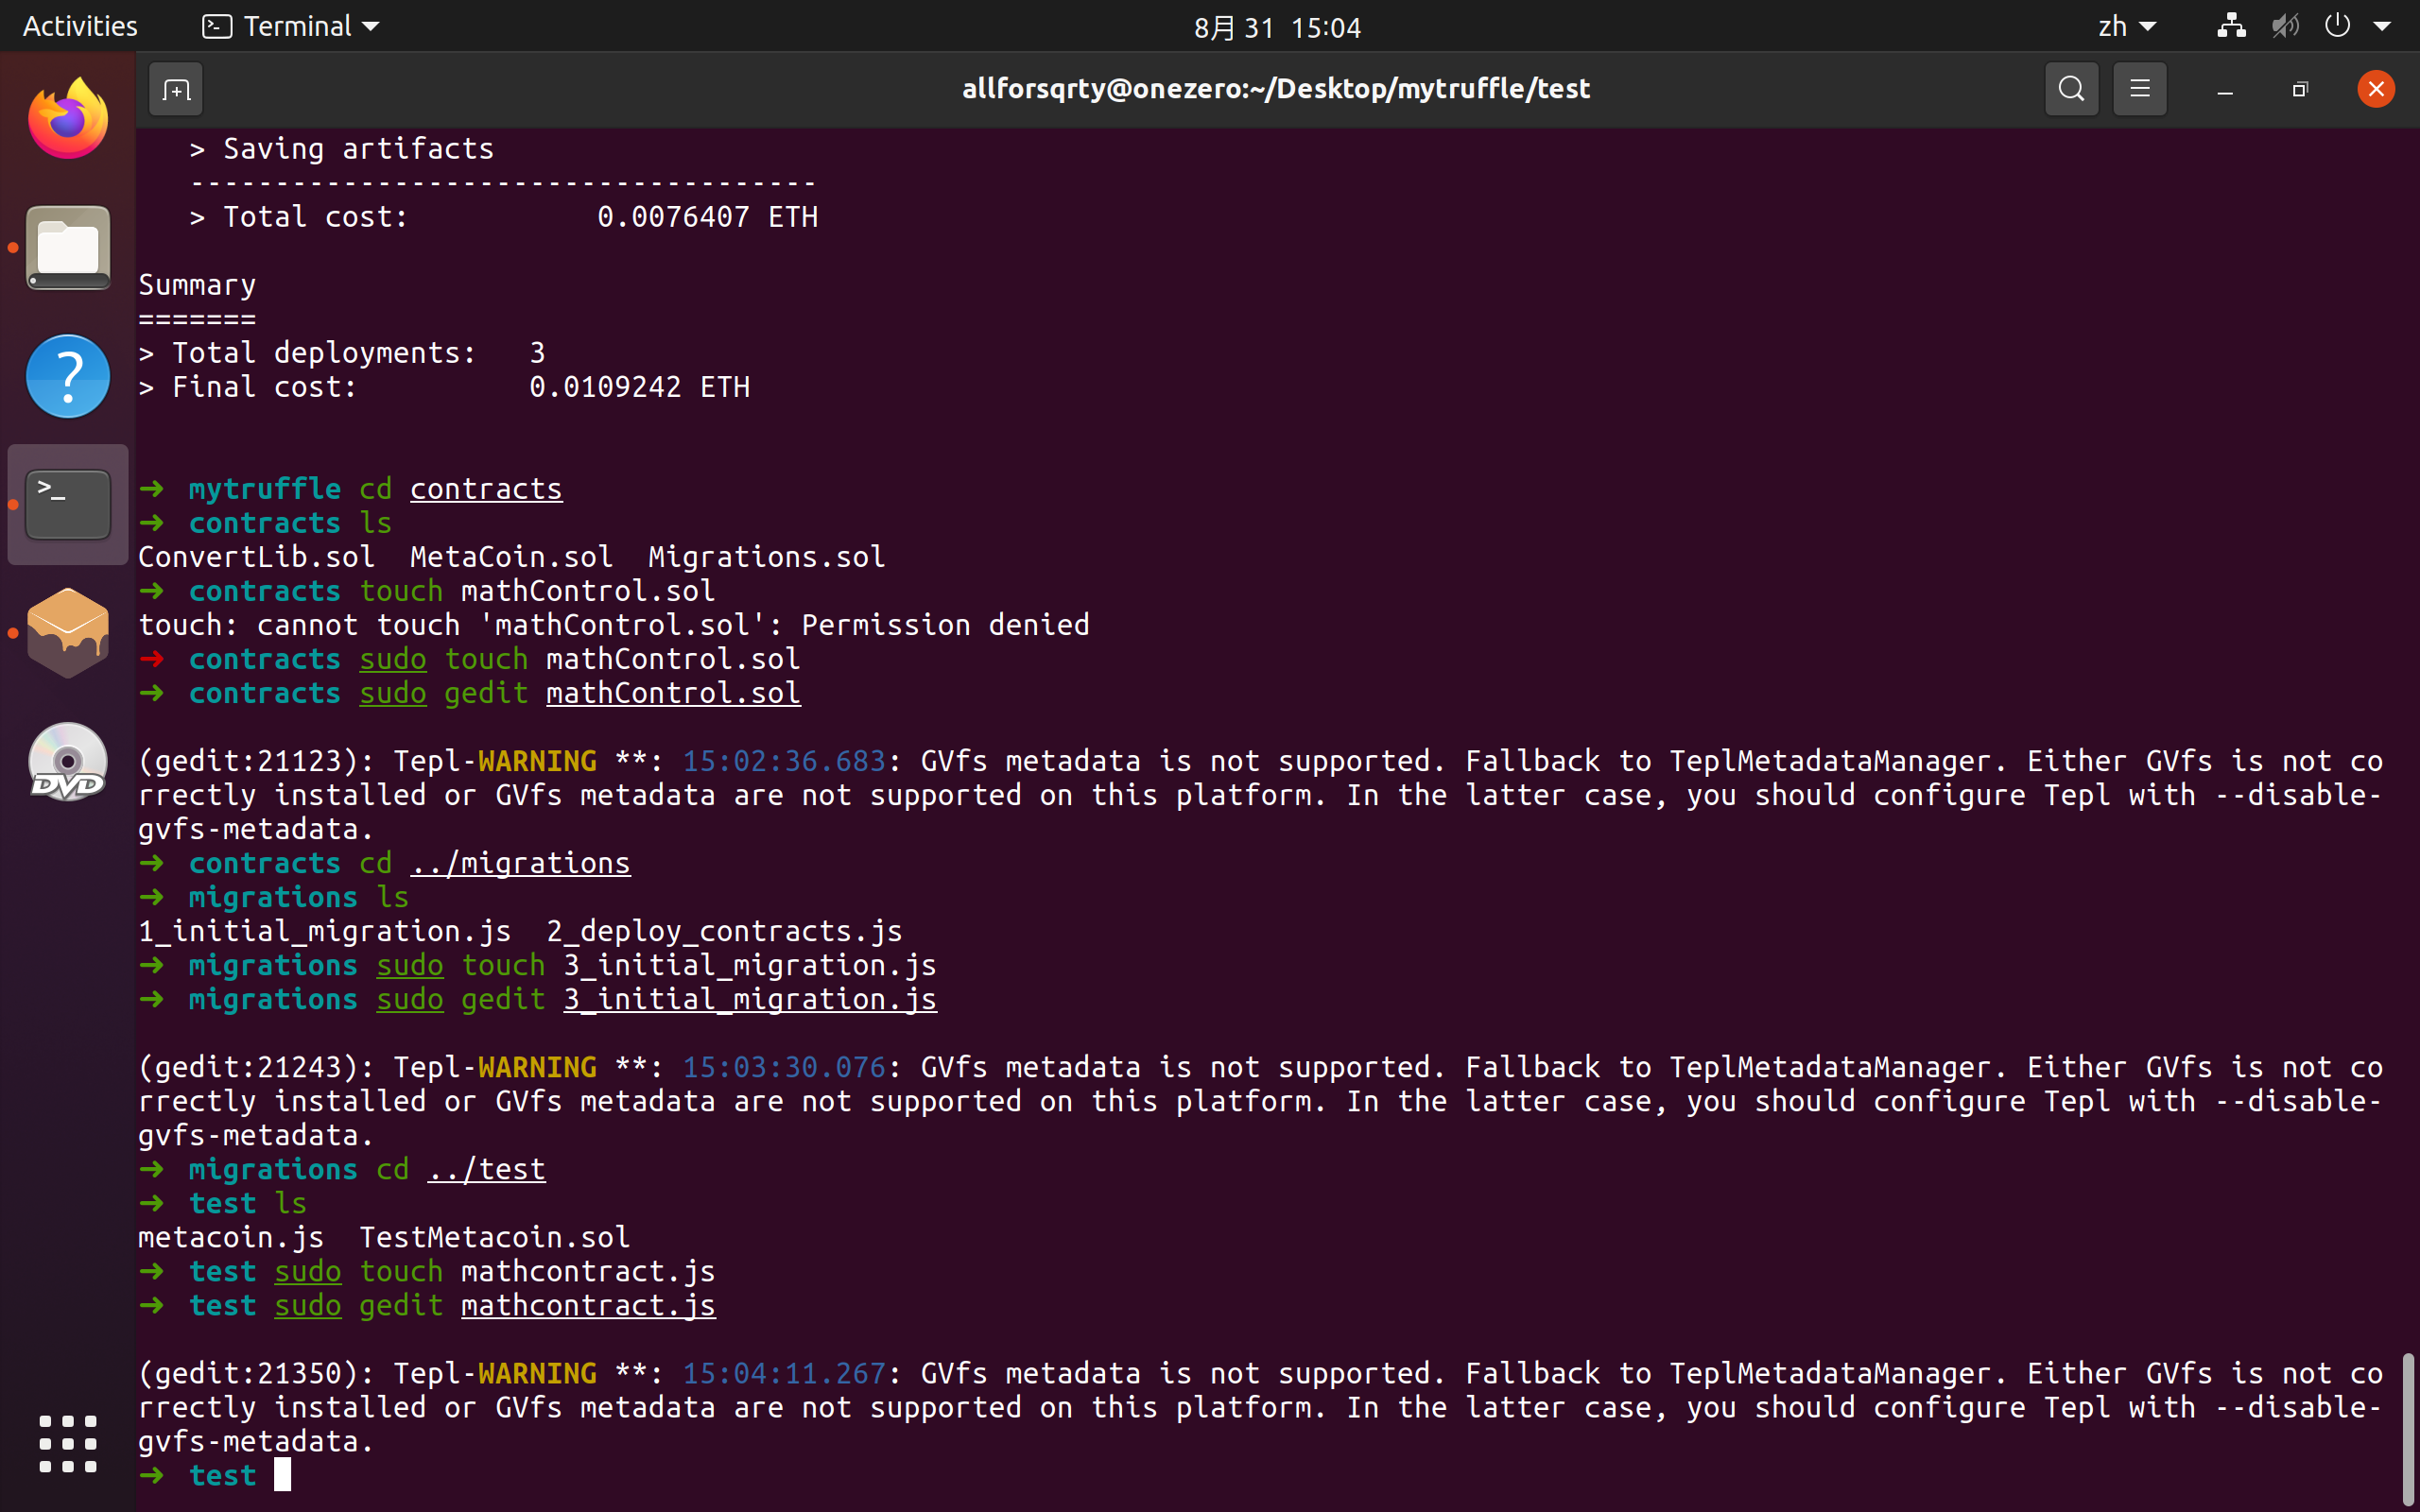 Activities Terminal 8月 31 15:04 zh
allforsqrty@onezero:~/Desktop/mytruffle/test
> Saving artifacts
-------------------------------------
> Total cost: 0.0076407 ETH
Summary
=======
> Total deployments: 3
> Final cost: 0.0109242 ETH
➜ mytruffle cd contracts
➜ contracts ls
ConvertLib.sol MetaCoin.sol Migrations.sol
➜ contracts touch mathControl.sol
touch: cannot touch 'mathControl.sol': Permission denied
➜ contracts sudo touch mathControl.sol
➜ contracts sudo gedit mathControl.sol
(gedit:21123): Tepl-WARNING **: 15:02:36.683: GVfs metadata is not supported. Fallback to TeplMetadataManager. Either GVfs is not co
rrectly installed or GVfs metadata are not supported on this platform. In the latter case, you should configure Tepl with --disable-
gvfs-metadata.
➜ contracts cd ../migrations
➜ migrations ls
1_initial_migration.js 2_deploy_contracts.js
➜ migrations sudo touch 3_initial_migration.js
➜ migrations sudo gedit 3_initial_migration.js
(gedit:21243): Tepl-WARNING **: 15:03:30.076: GVfs metadata is not supported. Fallback to TeplMetadataManager. Either GVfs is not co
rrectly installed or GVfs metadata are not supported on this platform. In the latter case, you should configure Tepl with --disable-
gvfs-metadata.
➜ migrations cd ../test
➜ test ls
metacoin.js TestMetacoin.sol
➜ test sudo touch mathcontract.js
➜ test sudo gedit mathcontract.js
(gedit:21350): Tepl-WARNING **: 15:04:11.267: GVfs metadata is not supported. Fallback to TeplMetadataManager. Either GVfs is not co
rrectly installed or GVfs metadata are not supported on this platform. In the latter case, you should configure Tepl with --disable-
gvfs-metadata.
➜ test
>_
DVD